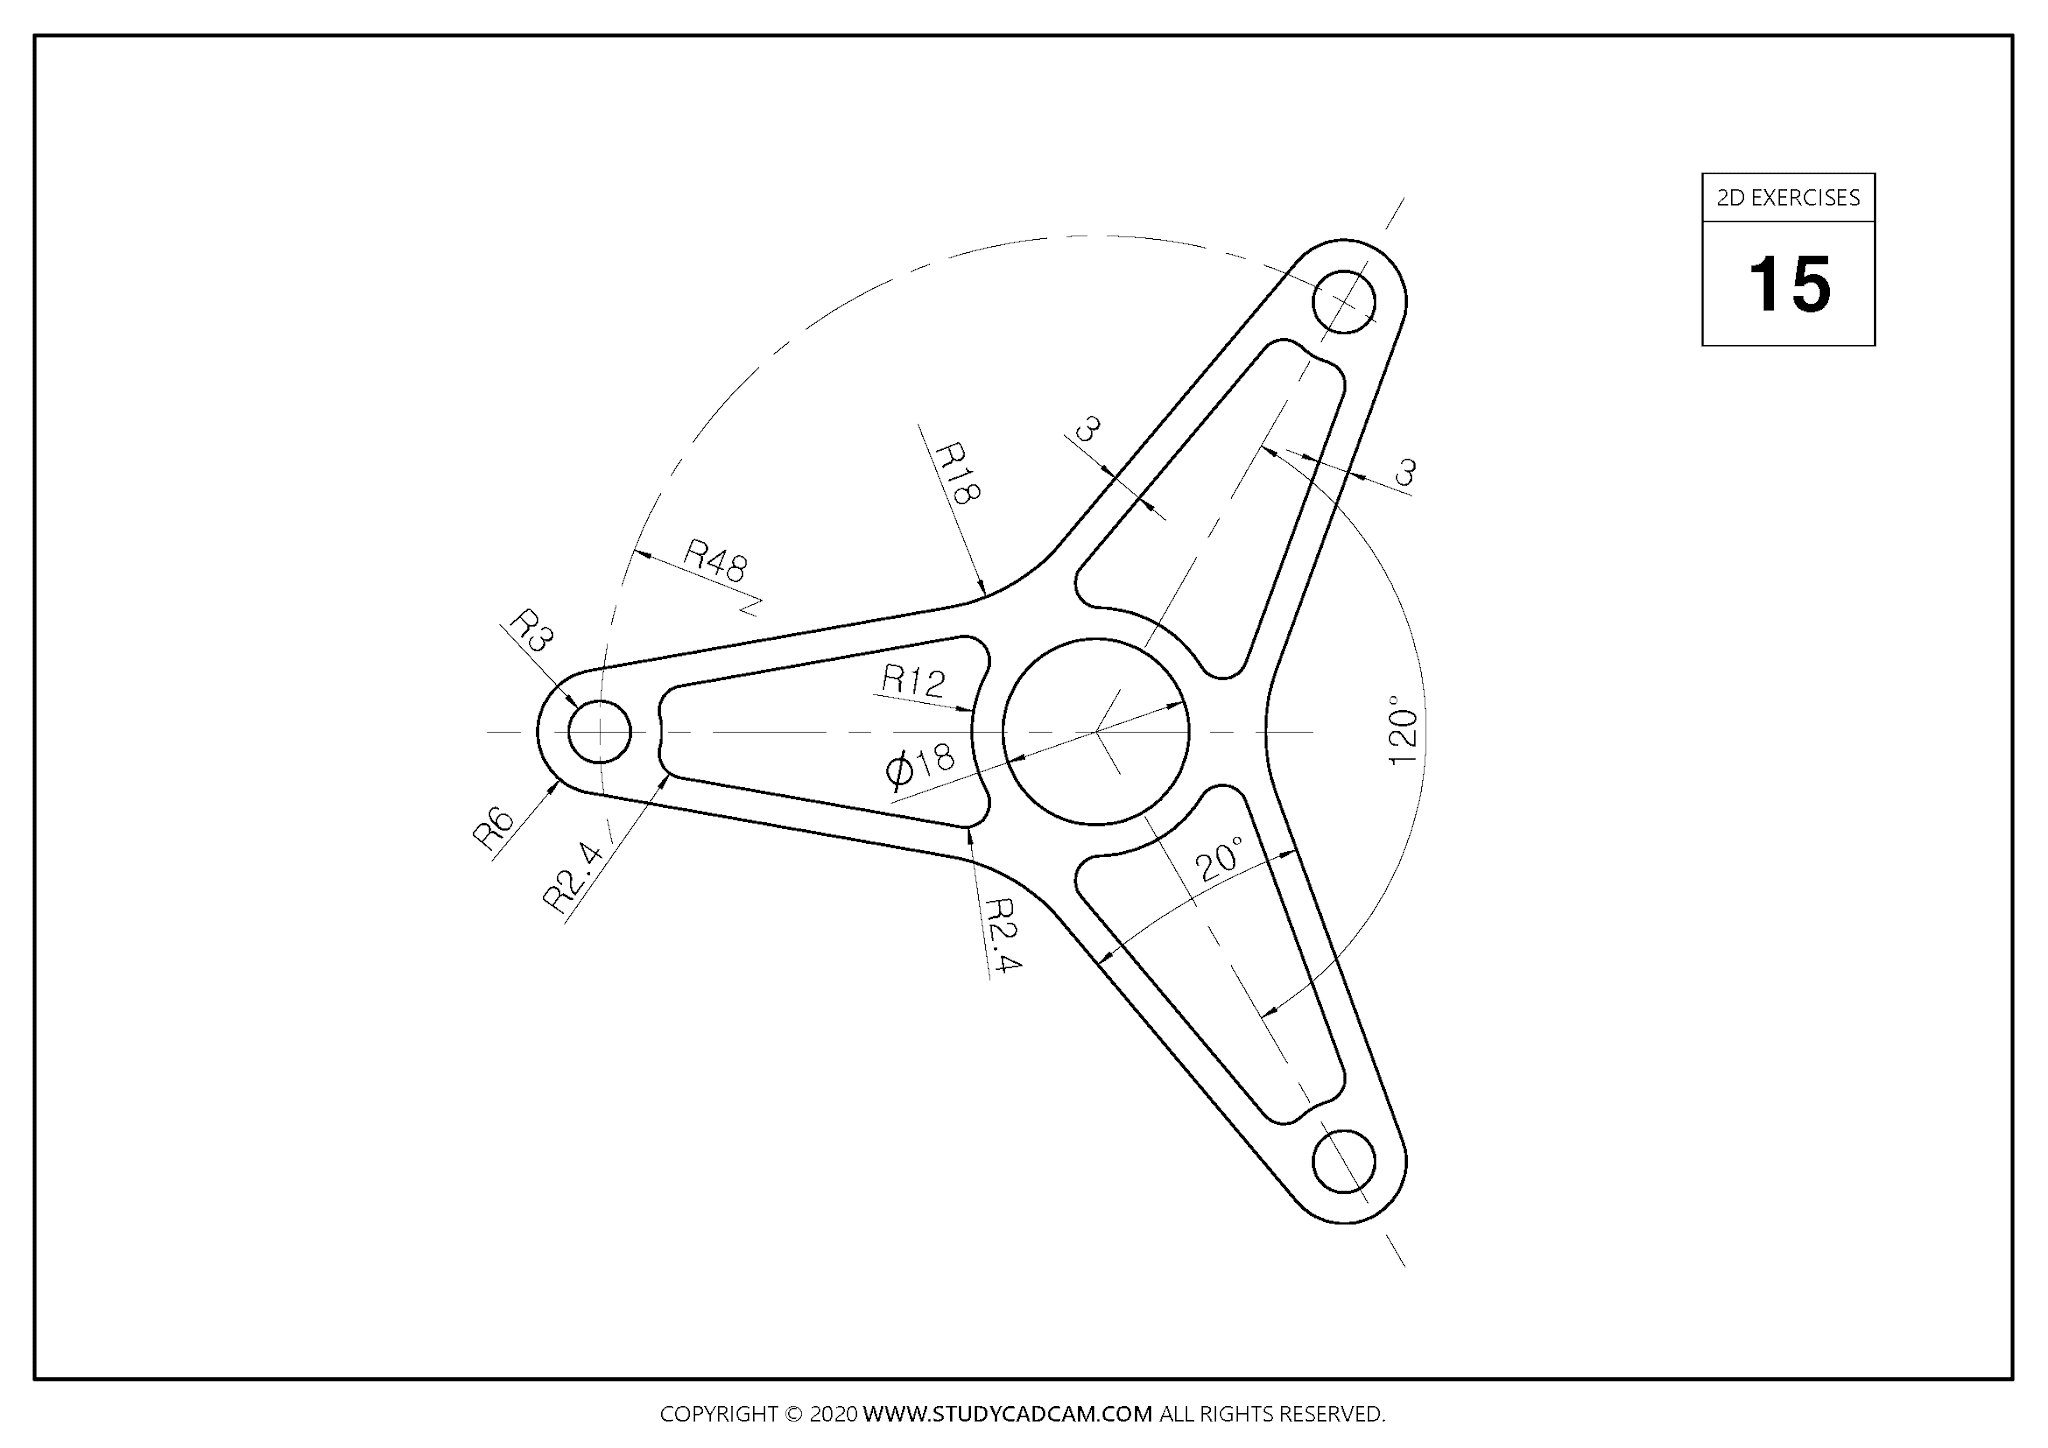 2D EXERCISES
15
3
R18
3
R48
R3
R12
120°
Ø18
R6
20°
R2.4
R2.4
COPYRIGHT © 2020 WWW.STUDYCADCAM.COM ALL RIGHTS RESERVED.